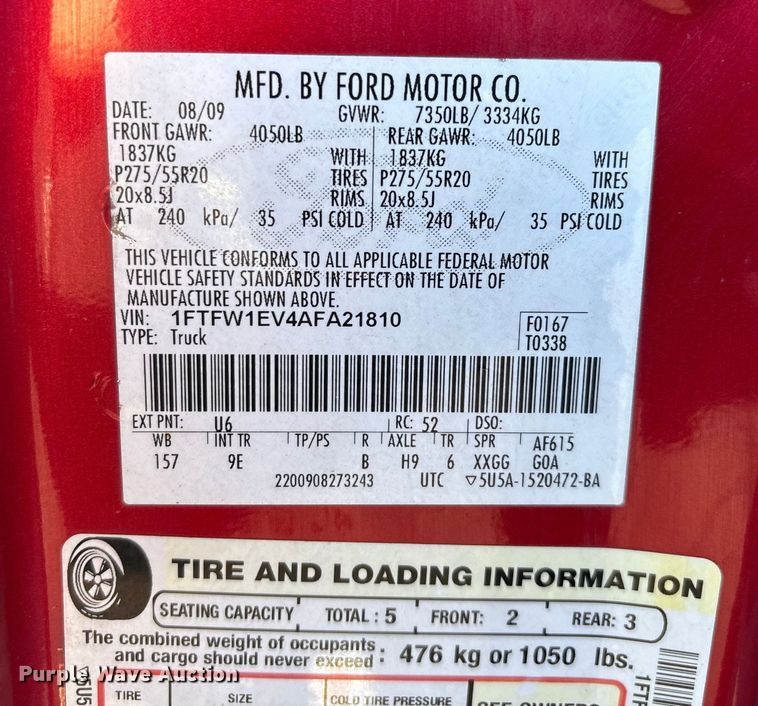 MFD. BY FORD MOTOR CO.
DATE: 08/09 GVWR: 7350LB/ 3334KG
FRONT GAWR: 4050LB REAR GAWR: 4050LB
1837KG WITH 1837KG WITH
P275/55R20 TIRES P275/55R20 TIRES
20x8.5J RIMS 20x8.5J RIMS
AT 240 kPa/ 35 PSI COLD AT 240 kPa/ 35 PSI COLD
THIS VEHICLE CONFORMS TO ALL APPLICABLE FEDERAL MOTOR
VEHICLE SAFETY STANDARDS IN EFFECT ON THE DATE OF
MANUFACTURE SHOWN ABOVE.
VIN: 1FTFW1EV4AFA21810 F0167
TYPE: Truck T0338
EXT PNT: U6 RC: 52 DSO:
WB INT TR TP/PS R AXLE TR SPR AF615
157 9E B H9 6 XXGG GOA
2200908273243 UTC ▽5U5A-1520472-BA
TIRE AND LOADING INFORMATION
SEATING CAPACITY TOTAL : 5 FRONT: 2 REAR: 3
The combined weight of occupants
and cargo should never exceed : 476 kg or 1050 lbs.
TIRE SIZE COLD TIRE PRESSURE SEE OWNERS
▽5U5
1FTF
Purple Wave Auction